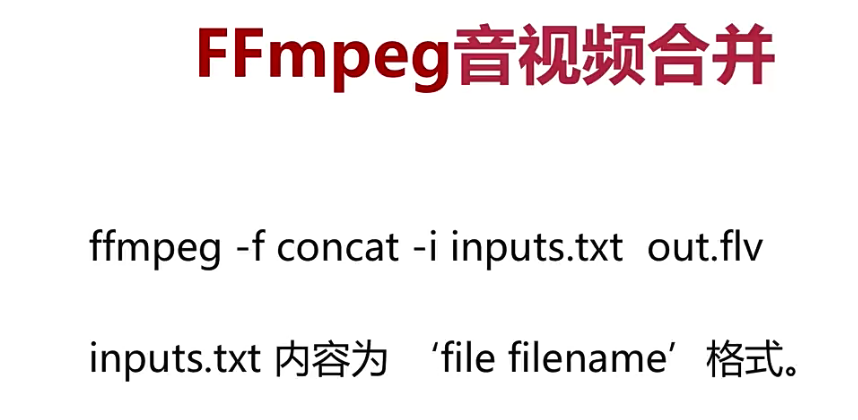 FFmpeg音视频合并
ffmpeg -f concat -i inputs.txt out.flv
inputs.txt 内容为 ‘file filename’ 格式。